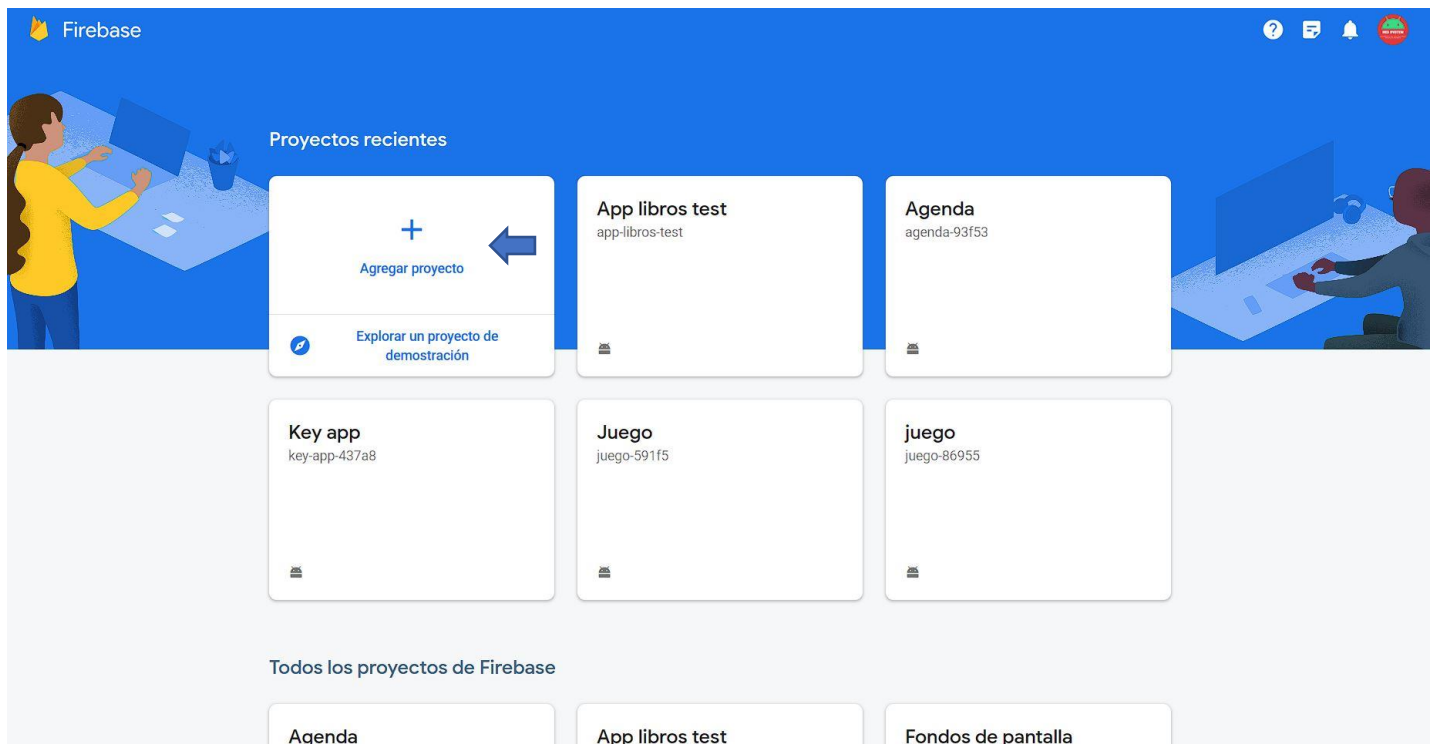 Firebase
Proyectos recientes
Agregar proyecto
Explorar un proyecto de
demostración
App libros test
app-libros-test
Agenda
agenda-93f53
Key app
key-app-437a8
Juego
juego-591f5
juego
juego-86955
Todos los proyectos de Firebase
Agenda
App libros test
Fondos de pantalla